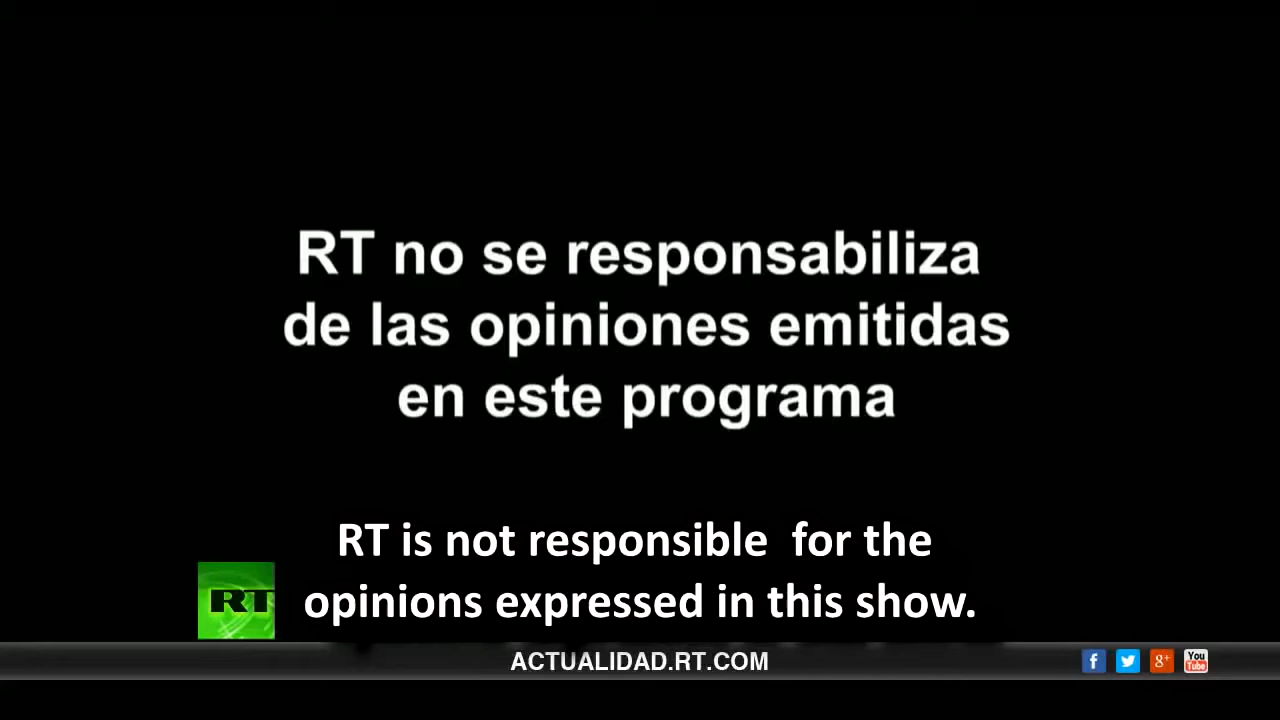 RT no se responsabiliza
de las opiniones emitidas
en este programa
RT is not responsible  for the
opinions expressed in this show.
RT
ACTUALIDAD.RT.COM
f
g+
You
Tube